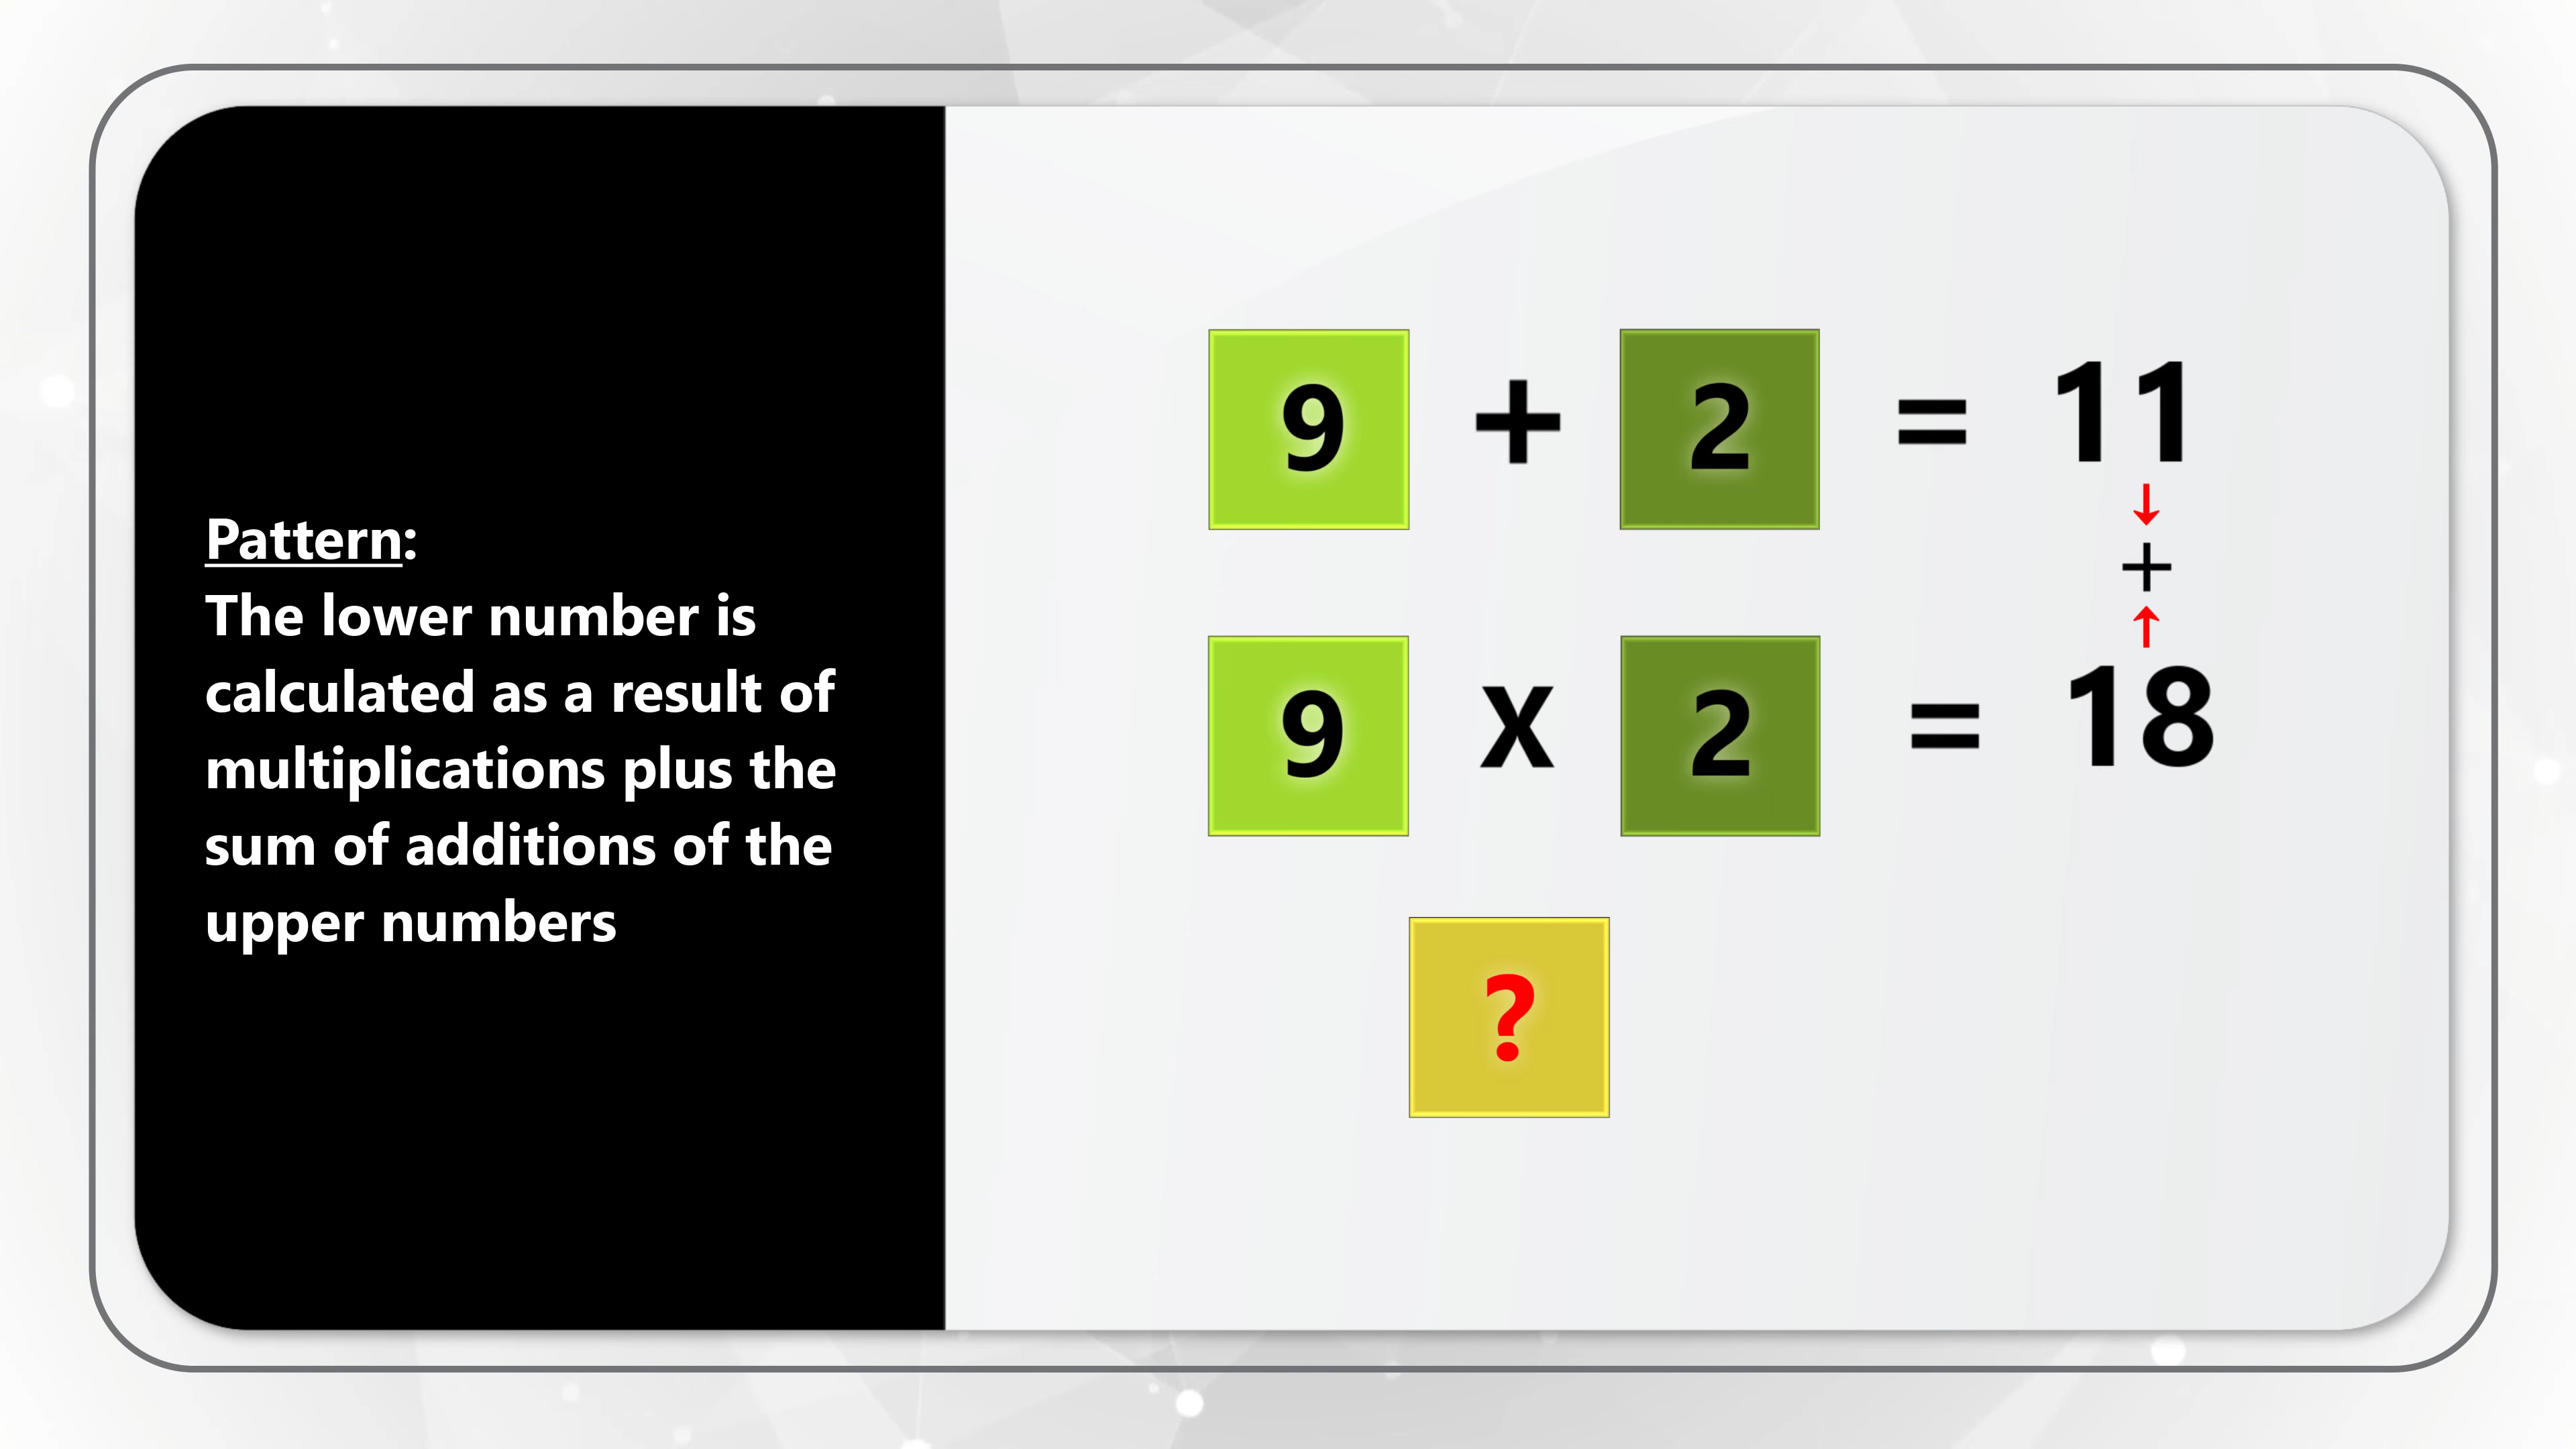 Pattern:
The lower number is
calculated as a result of
multiplications plus the
sum of additions of the
upper numbers
9 + 2 = 11
↓
+
↑
9 x 2 = 18
?